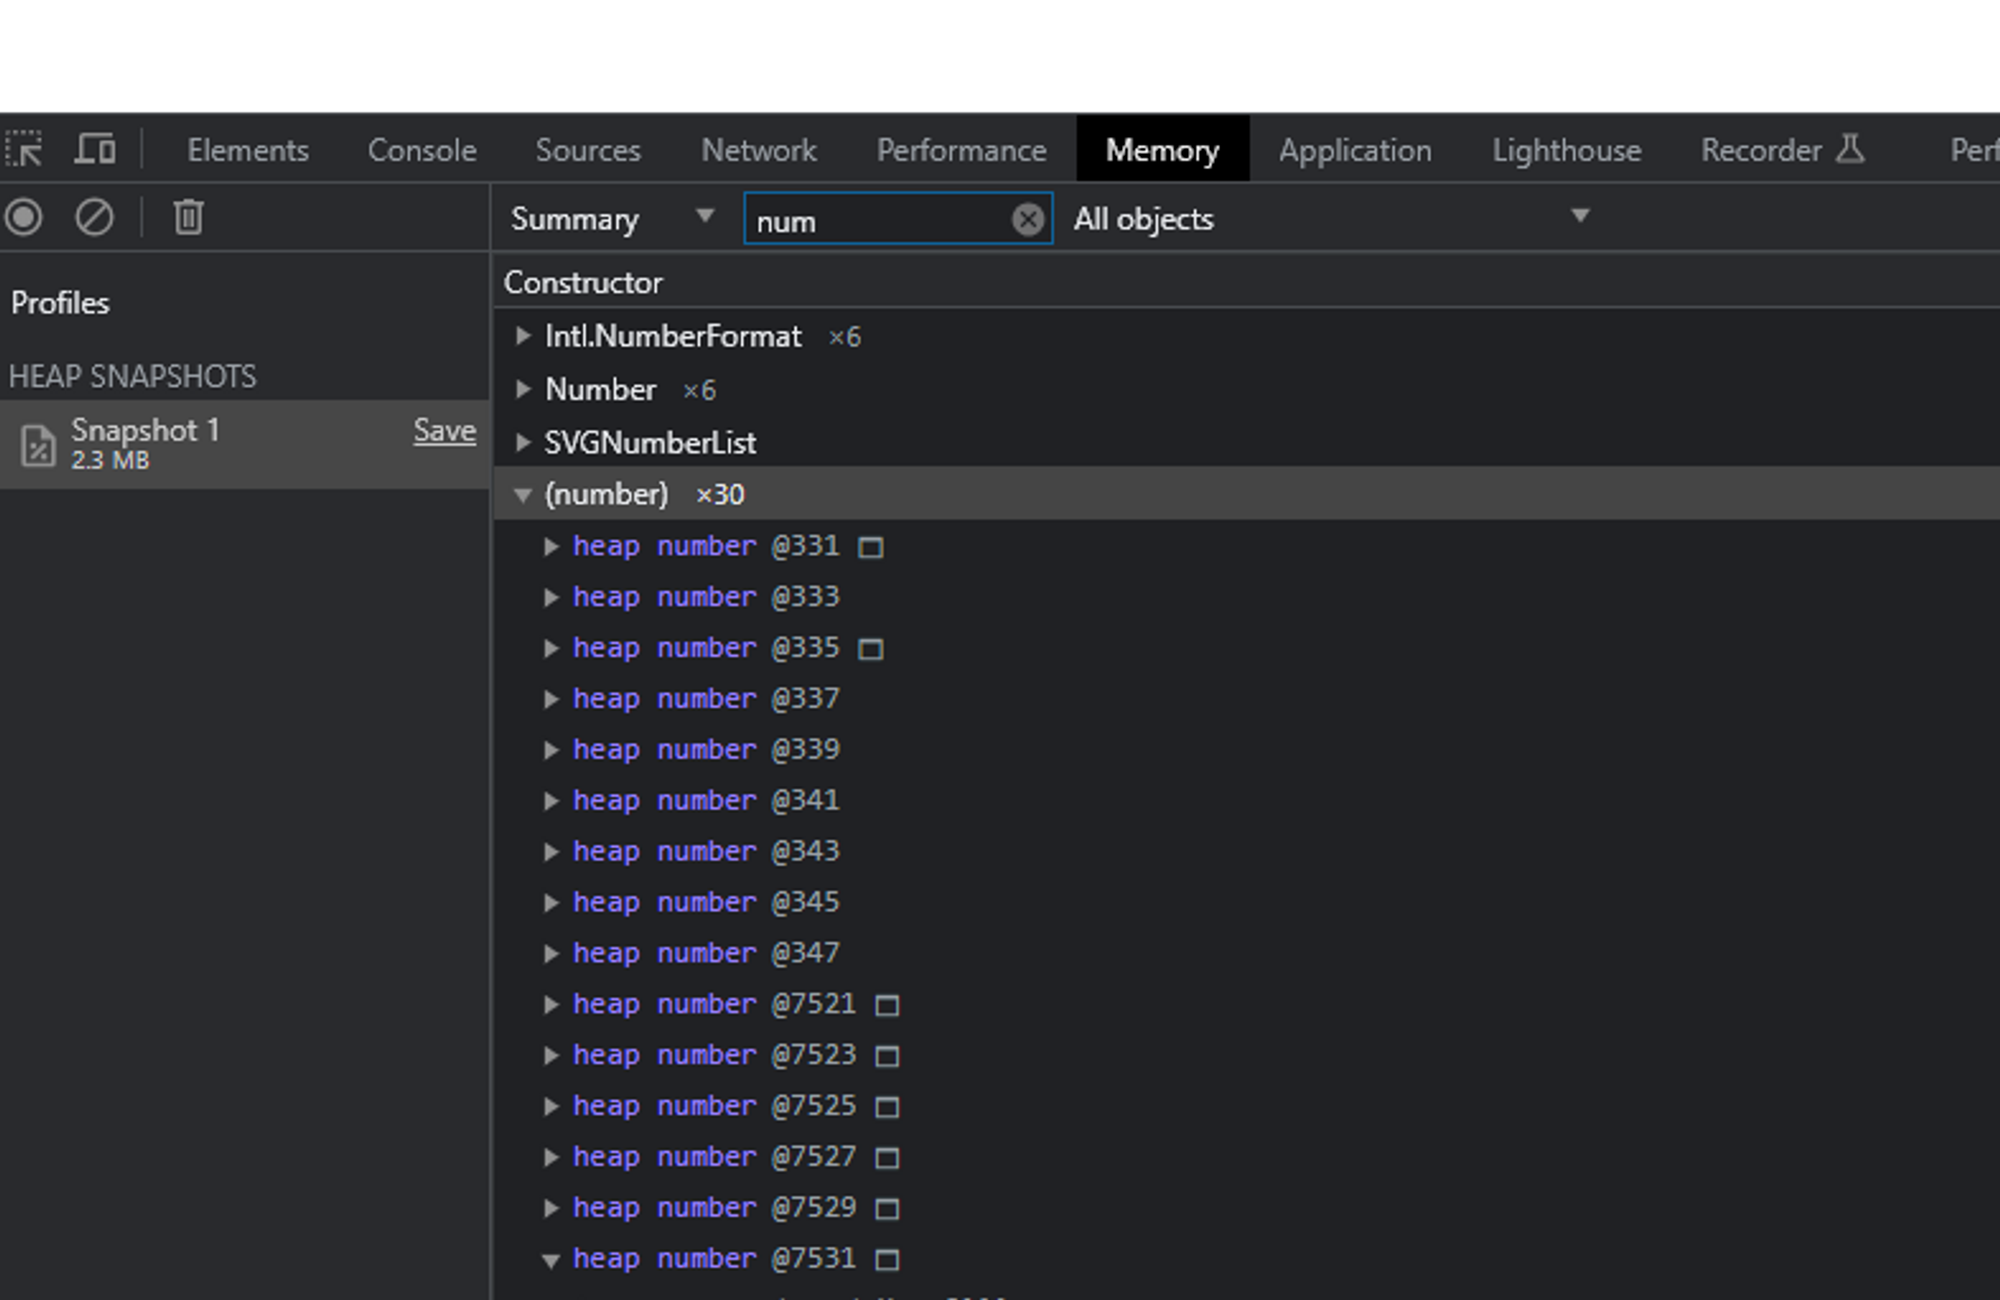 Elements Console Sources Network Performance Memory Application Lighthouse Recorder
Summary num All objects
Profiles
HEAP SNAPSHOTS
Snapshot 1 Save
2.3 MB
Constructor
Intl.NumberFormat ×6
Number ×6
SVGNumberList
(number) ×30
heap number @331
heap number @333
heap number @335
heap number @337
heap number @339
heap number @341
heap number @343
heap number @345
heap number @347
heap number @7521
heap number @7523
heap number @7525
heap number @7527
heap number @7529
heap number @7531